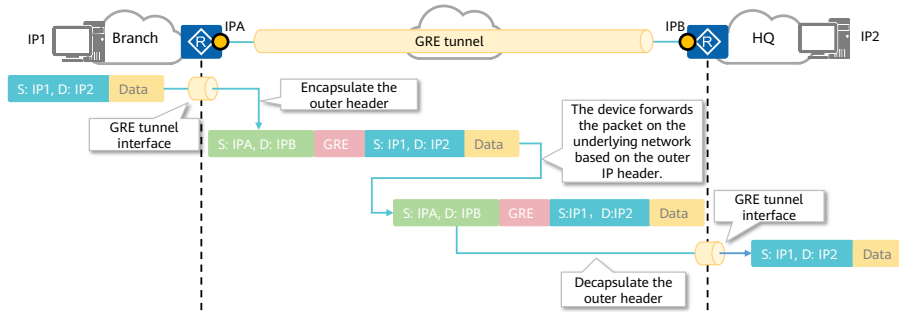 IP1
Branch
R
IPA
GRE tunnel
IPB
R
HQ
IP2
S: IP1, D: IP2
Data
GRE tunnel
interface
Encapsulate the
outer header
S: IPA, D: IPB
GRE
S: IP1, D: IP2
Data
The device forwards
the packet on the
underlying network
based on the outer
IP header.
S: IPA, D: IPB
GRE
S:IP1，D:IP2
Data
GRE tunnel
interface
S: IP1, D: IP2
Data
Decapsulate the
outer header